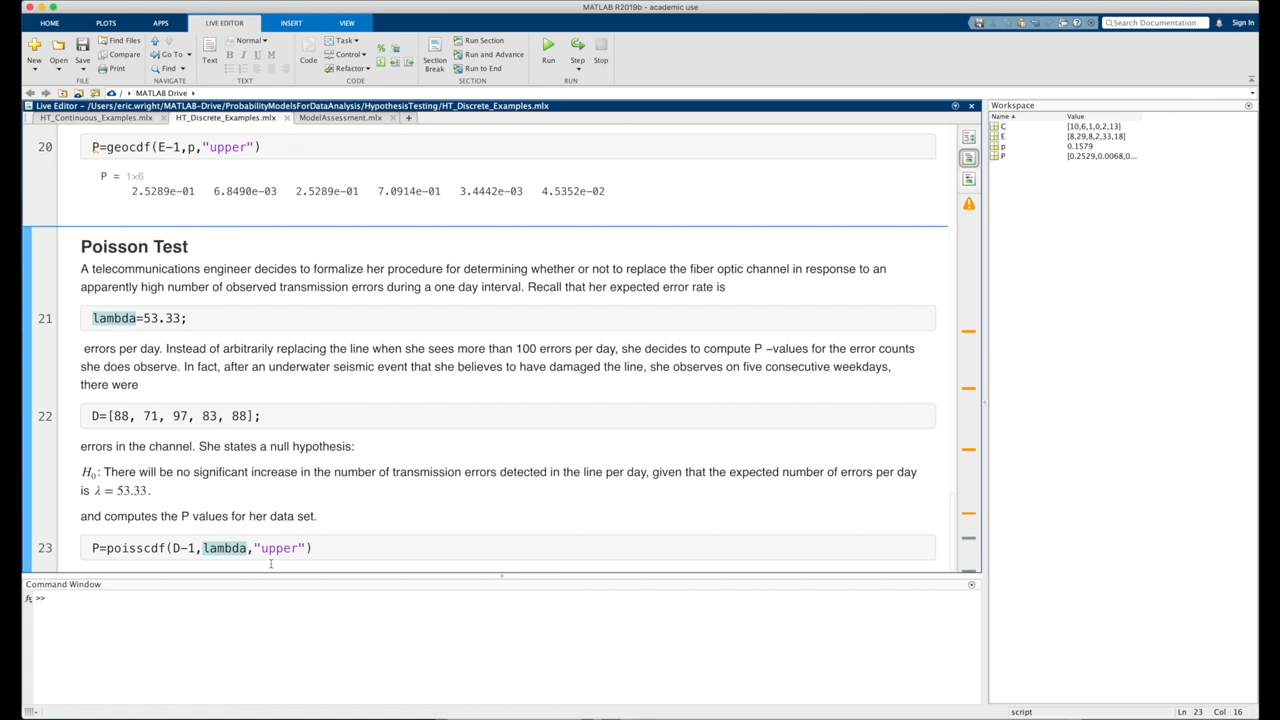 MATLAB R2019b - academic use
HOME PLOTS APPS LIVE EDITOR INSERT VIEW Search Documentation Sign In
New Open Save Find Files Compare Print Go To Find Text Normal B I U M Code Task Control Refactor Section Break Run Section Run and Advance Run to End Run Step Stop
FILE NAVIGATE TEXT CODE SECTION RUN
/ MATLAB Drive
Live Editor - /Users/eric.wright/MATLAB-Drive/ProbabilityModelsForDataAnalysis/HypothesisTesting/HT_Discrete_Examples.mlx
HT_Continuous_Examples.mlx HT_Discrete_Examples.mlx ModelAssessment.mlx
20 P=geocdf(E-1,p,"upper")
P = 1×6
2.5289e-01 6.8490e-03 2.5289e-01 7.0914e-01 3.4442e-03 4.5352e-02
Poisson Test
A telecommunications engineer decides to formalize her procedure for determining whether or not to replace the fiber optic channel in response to an
apparently high number of observed transmission errors during a one day interval. Recall that her expected error rate is
21 lambda=53.33;
errors per day. Instead of arbitrarily replacing the line when she sees more than 100 errors per day, she decides to compute P –values for the error counts
she does observe. In fact, after an underwater seismic event that she believes to have damaged the line, she observes on five consecutive weekdays,
there were
22 D=[88, 71, 97, 83, 88];
errors in the channel. She states a null hypothesis:
H0: There will be no significant increase in the number of transmission errors detected in the line per day, given that the expected number of errors per day
is λ = 53.33.
and computes the P values for her data set.
23 P=poisscdf(D-1,lambda,"upper")
Command Window
fx >>
Workspace
Name Value
C [10,6,1,0,2,13]
E [8,29,8,2,33,18]
p 0.1579
P [0.2529,0.0068,0...
script Ln 23 Col 16